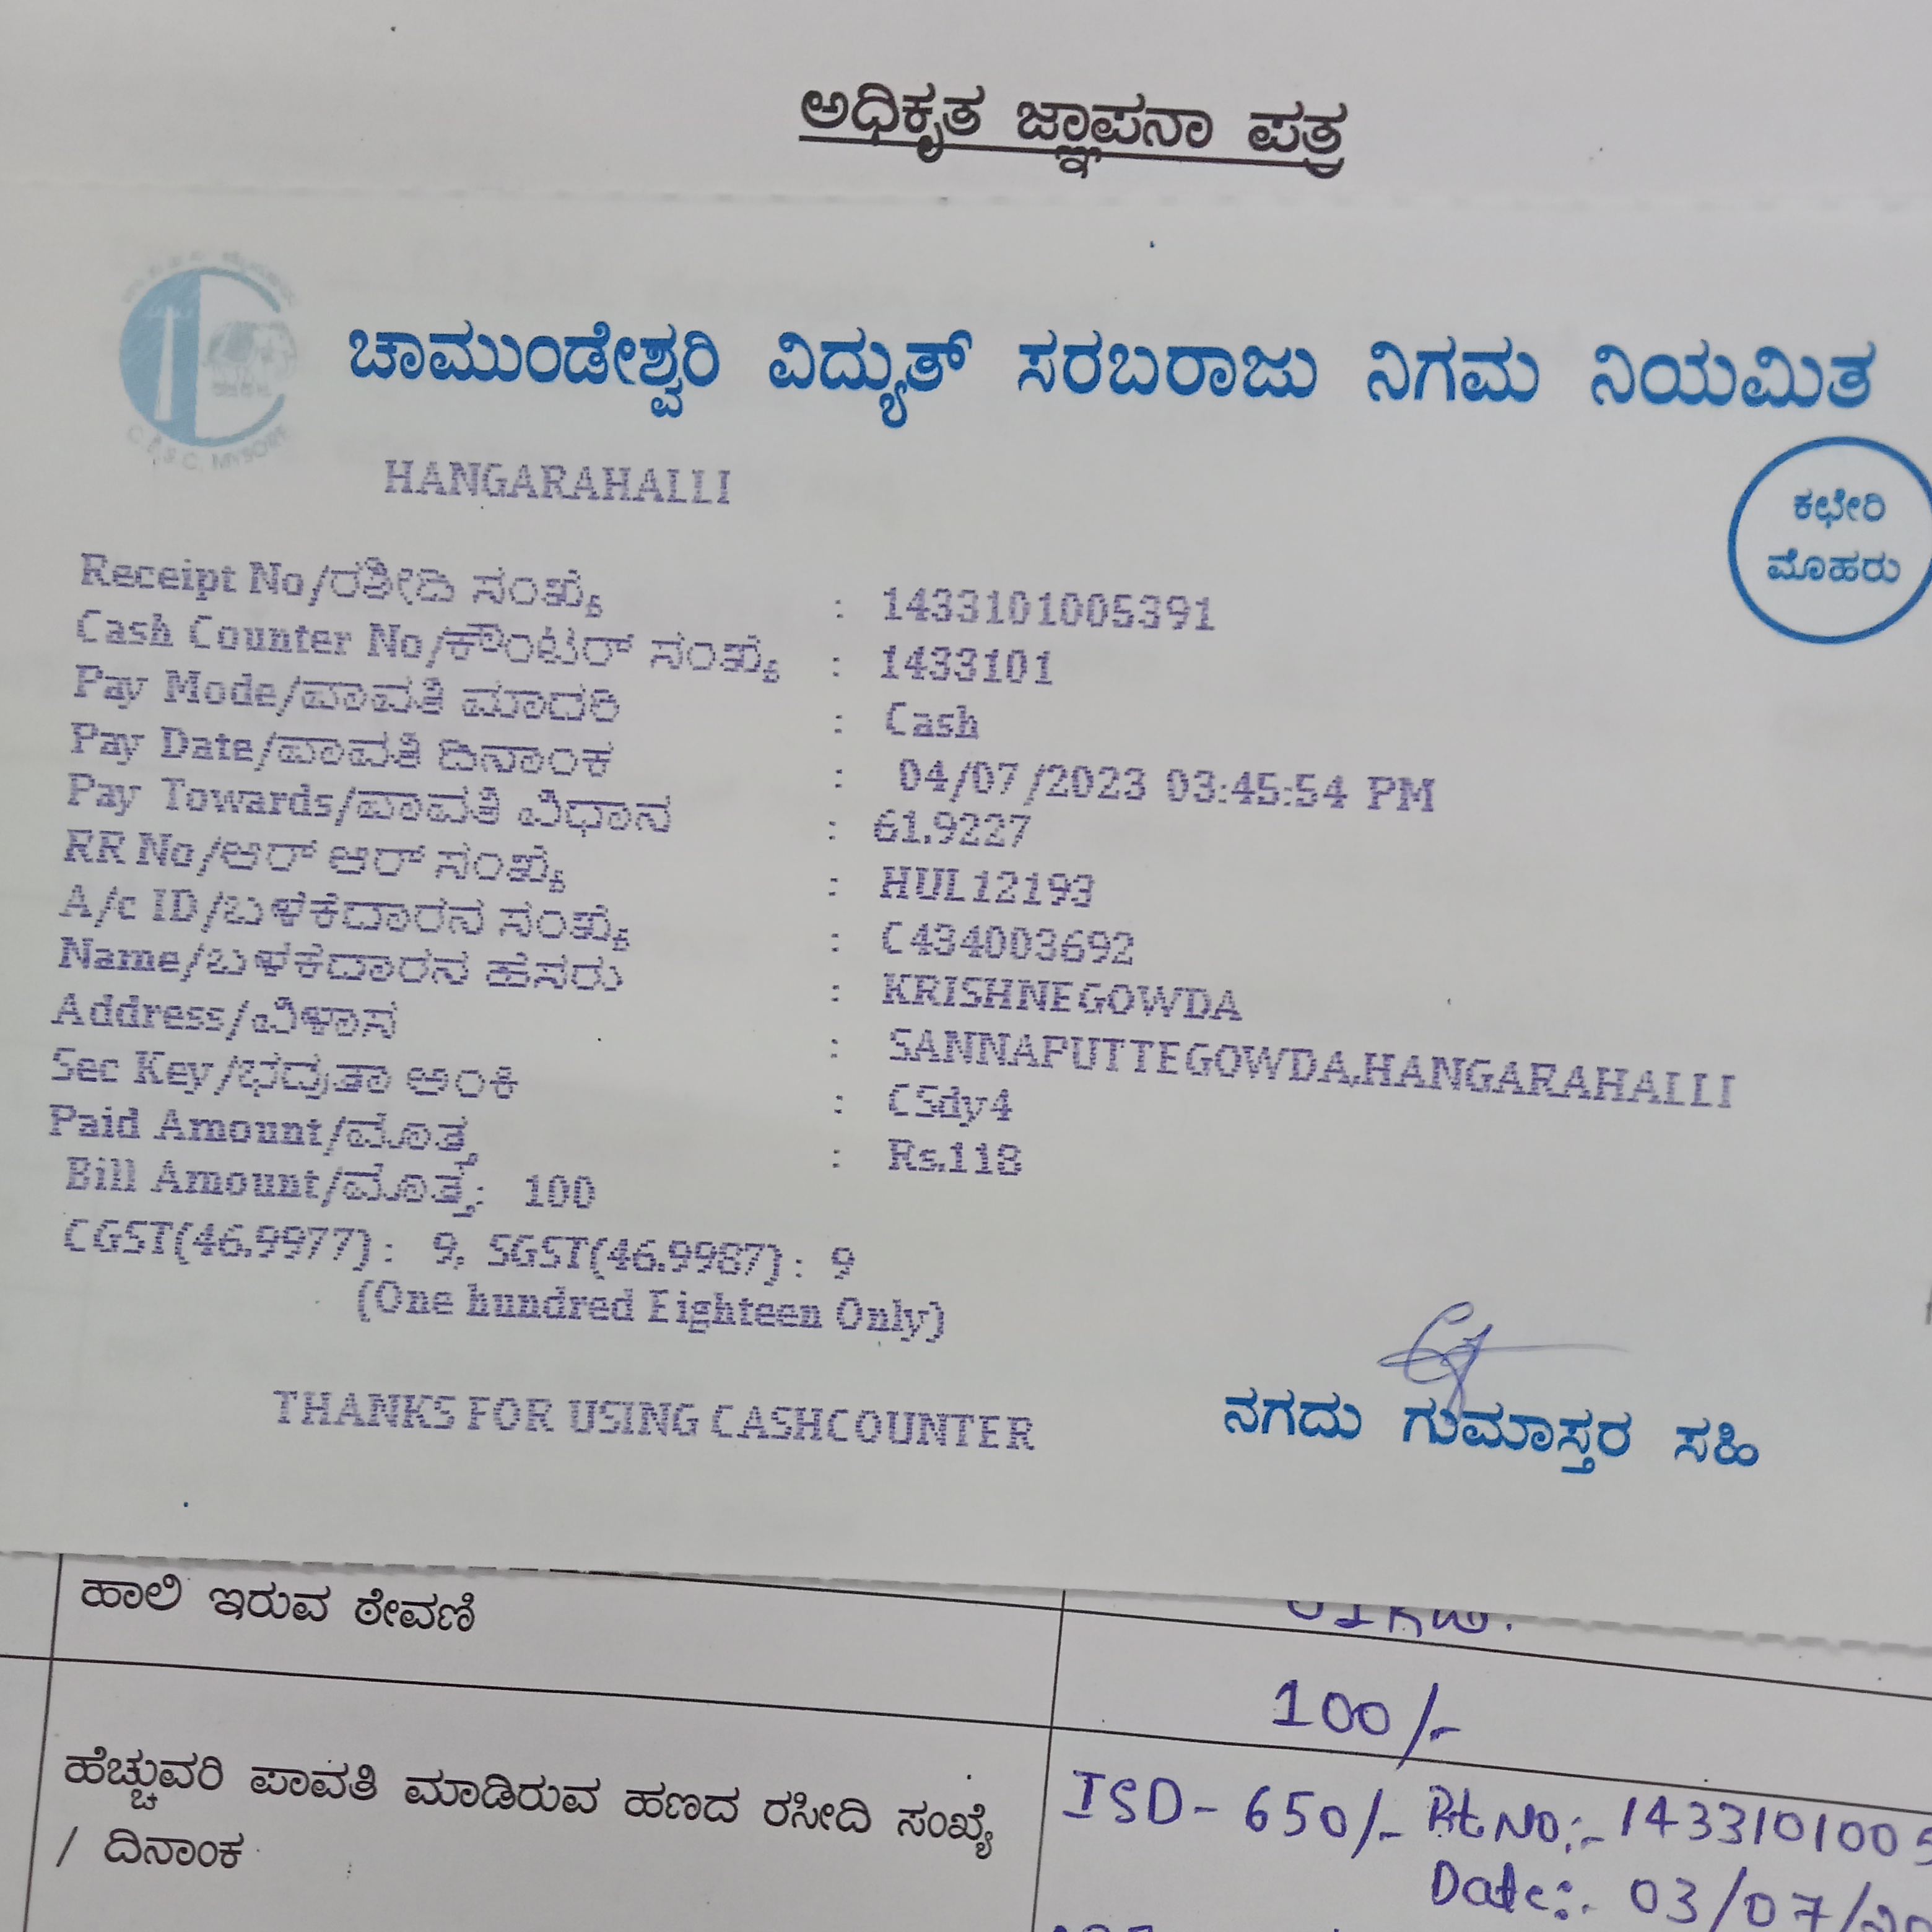 ಅಧಿಕೃತ ಜ್ಞಾಪನಾ ಪತ್ರ
ಚಾಮುಂಡೇಶ್ವರಿ ವಿದ್ಯುತ್ ಸರಬರಾಜು ನಿಗಮ ನಿಯಮಿತ
C.E.S.C. MYSORE
HANGARAHALLI
ಕಛೇರಿ
ಮೊಹರು
Receipt No/ರಶೀದಿ ಸಂಖ್ಯೆ : 1433101005391
Cash Counter No/ಕೌಂಟರ್ ಸಂಖ್ಯೆ : 1433101
Pay Mode/ಪಾವತಿ ಮಾದರಿ : Cash
Pay Date/ಪಾವತಿ ದಿನಾಂಕ : 04/07/2023 03:45:54 PM
Pay Towards/ಪಾವತಿ ವಿಧಾನ : 61.9227
RR No/ಆರ್ ಆರ್ ಸಂಖ್ಯೆ : HUL12193
A/c ID/ಬಳಕೆದಾರನ ಸಂಖ್ಯೆ : C434003692
Name/ಬಳಕೆದಾರನ ಹೆಸರು : KRISHNEGOWDA
Address/ವಿಳಾಸ : SANNAPUTTEGOWDA,HANGARAHALLI
Sec Key/ಭದ್ರತಾ ಅಂಕಿ : CSdy4
Paid Amount/ಮೊತ್ತ : Rs.118
Bill Amount/ಮೊತ್ತ: 100
CGST(46.9977): 9, SGST(46.9987): 9
(One hundred Eighteen Only)
THANKS FOR USING CASHCOUNTER
ನಗದು ಗುಮಾಸ್ತರ ಸಹಿ
ಹಾಲಿ ಇರುವ ಠೇವಣಿ
100/-
ಹೆಚ್ಚುವರಿ ಪಾವತಿ ಮಾಡಿರುವ ಹಣದ ರಸೀದಿ ಸಂಖ್ಯೆ
/ ದಿನಾಂಕ
ISD- 650/- Rt No:- 1433101005
Date:- 03/07/20